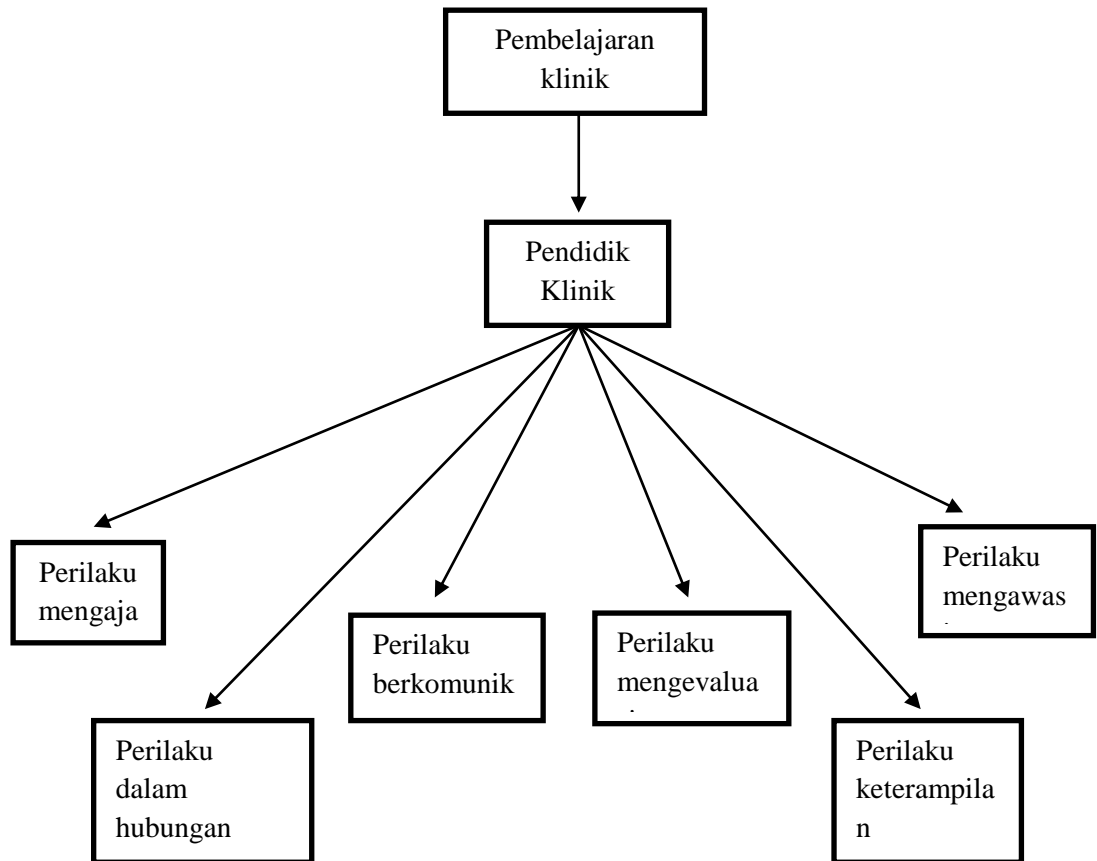 Pembelajaran
klinik
Pendidik
Klinik
Perilaku
mengaja
Perilaku
dalam
hubungan
Perilaku
berkomunik
Perilaku
mengevalua
Perilaku
keterampila
n
Perilaku
mengawas